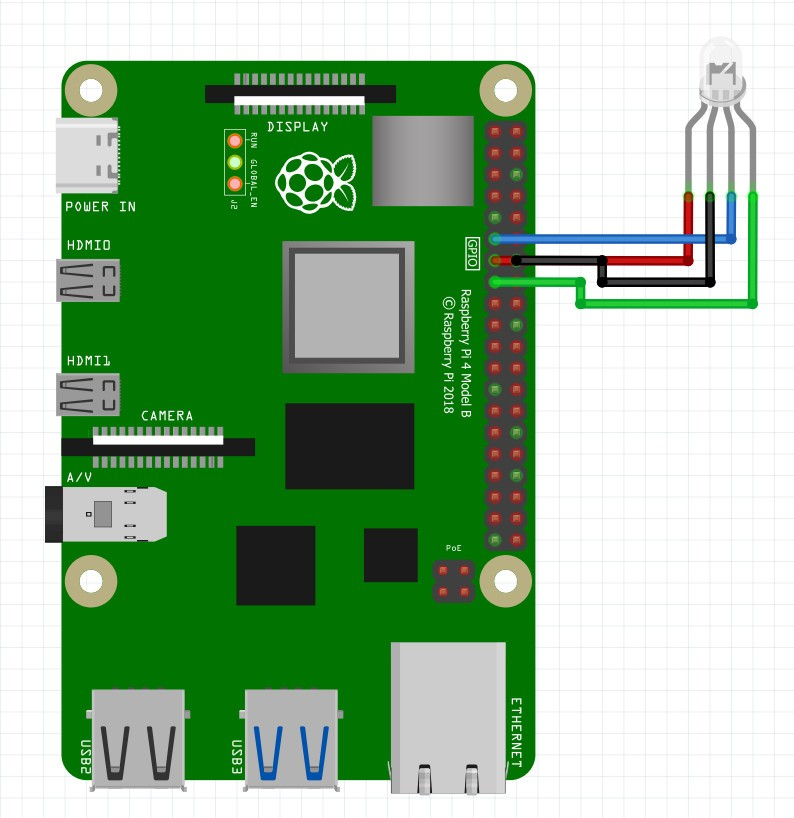 DISPLAY
RUN
GLOBAL_EN
J2
POWER IN
HDMI0
GPIO
Raspberry Pi 4 Model B
© Raspberry Pi 2018
HDMI1
CAMERA
A/V
PoE
USB2
USB3
ETHERNET